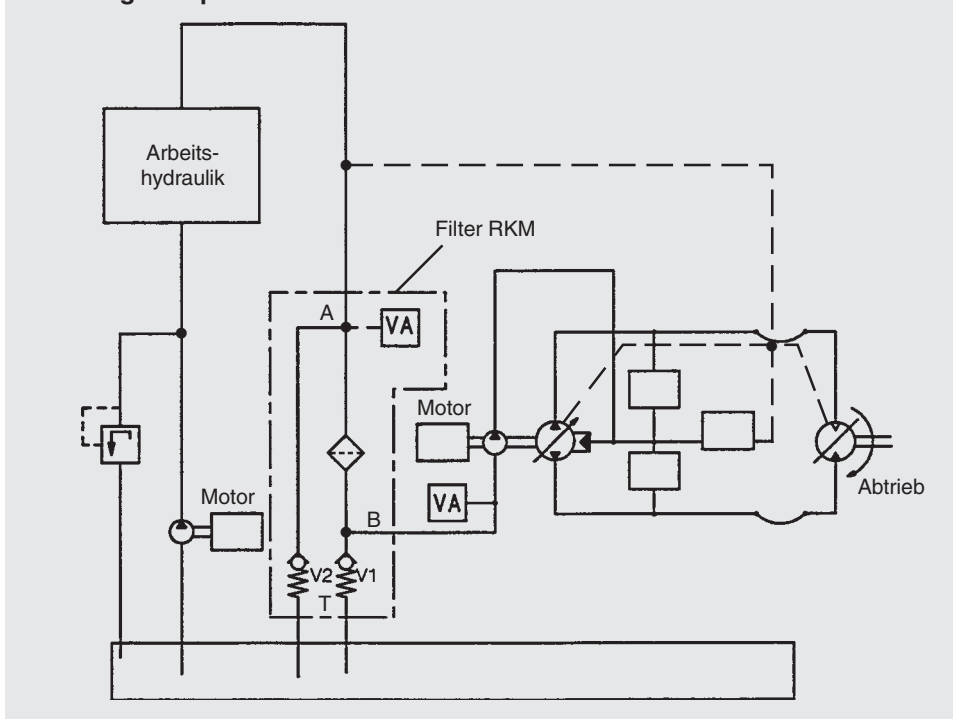 Arbeits-
hydraulik
Filter RKM
A
VA
Motor
VA
Abtrieb
Motor
B
V2
V1
T